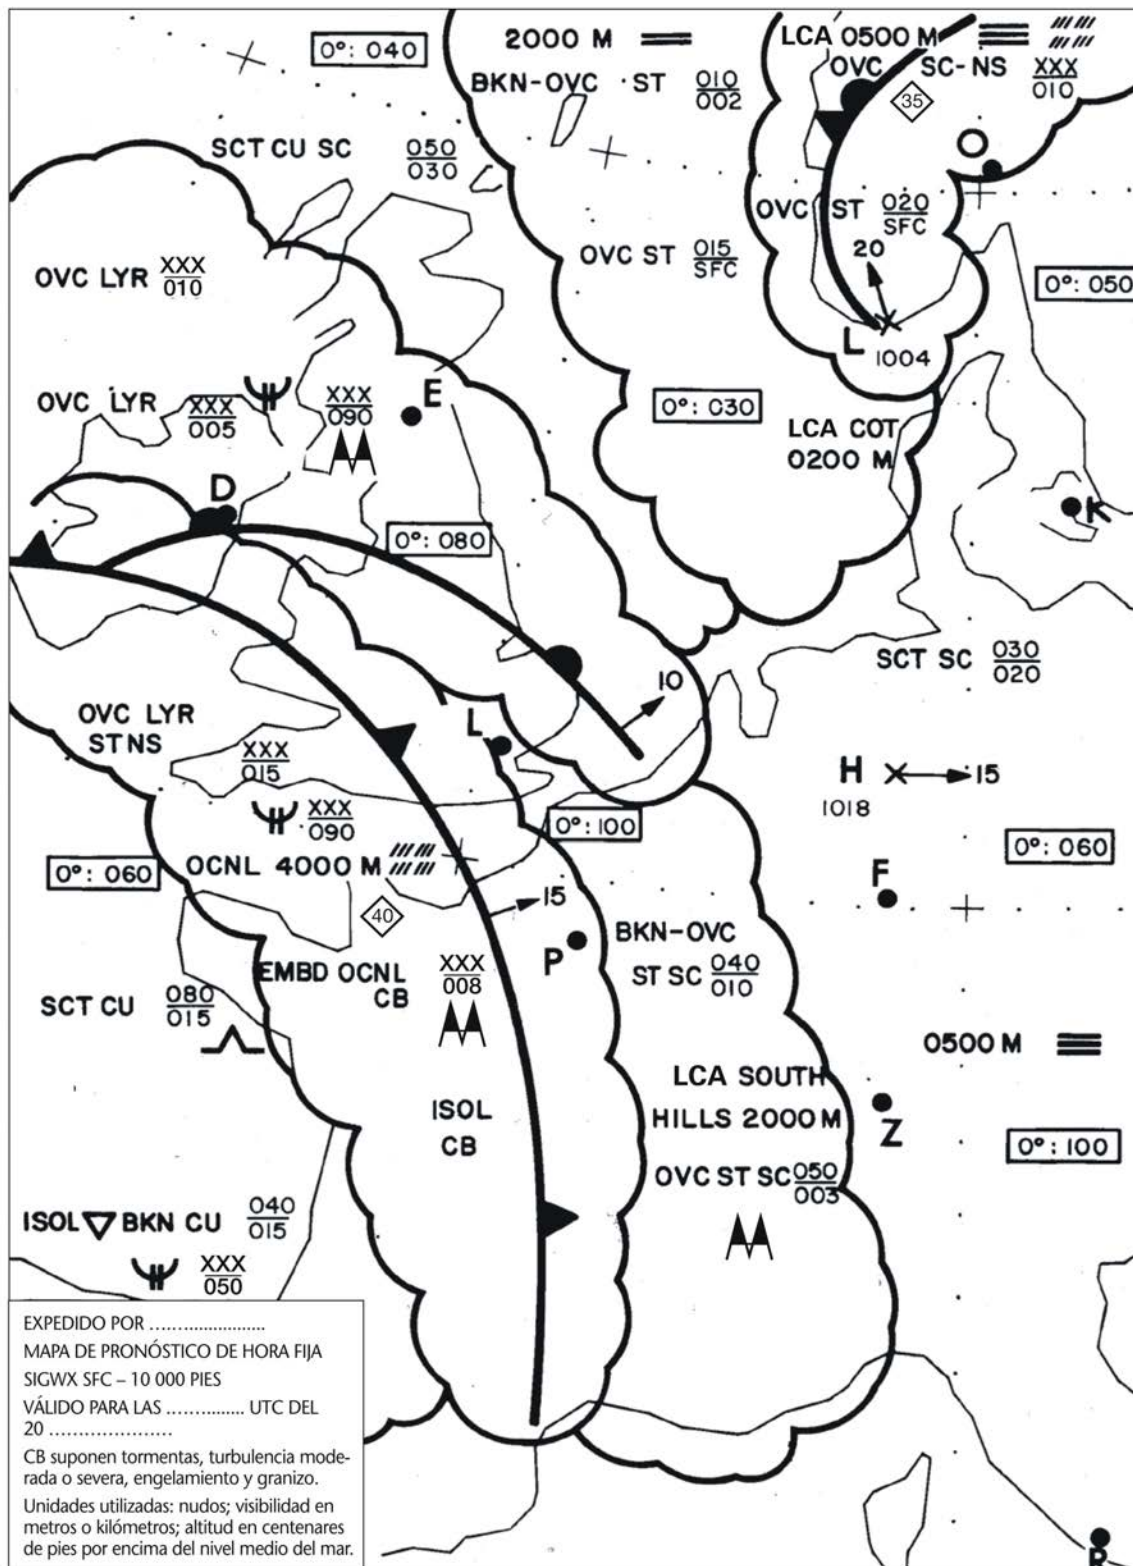 0°: 040
2000 M
BKN-OVC ST 010
002
LCA 0500 M
OVC SC-NS XXX
010
35
SCT CU SC 050
030
O
OVC ST 020
SFC
20
OVC ST 015
SFC
OVC LYR XXX
010
0°: 050
L 1004
OVC LYR XXX
005
XXX
090
E
0°: 030
LCA COT
0200 M
D
K
0°: 080
SCT SC 030
020
10
OVC LYR
STNS
XXX
015
L
H
1018
15
XXX
090
0°: 100
0°: 060
0°: 060
OCNL 4000 M
40
15
F
P
BKN-OVC
ST SC 040
010
EMBD OCNL
CB
XXX
008
SCT CU 080
015
0500 M
LCA SOUTH
HILLS 2000 M
ISOL
CB
Z
0°: 100
OVC ST SC 050
003
ISOL BKN CU 040
015
XXX
050
EXPEDIDO POR ........................
MAPA DE PRONÓSTICO DE HORA FIJA
SIGWX SFC – 10 000 PIES
VÁLIDO PARA LAS ................ UTC DEL
20 .....................
CB suponen tormentas, turbulencia mode-
rada o severa, engelamiento y granizo.
Unidades utilizadas: nudos; visibilidad en
metros o kilómetros; altitud en centenares
de pies por encima del nivel medio del mar.